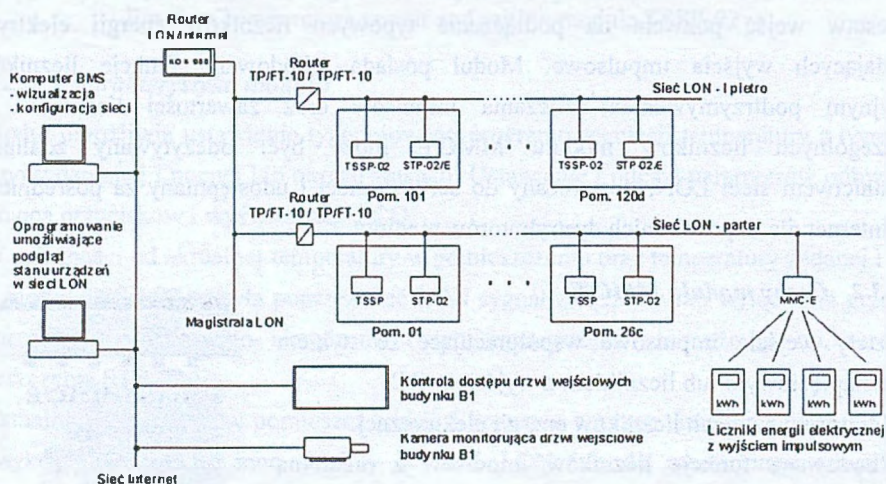 Router
LON/Internet
Komputer BMS
- wizualizacja
- konfiguracja sieci
Router
TP/FT-10 / TP/FT-10
Sieć LON - I piętro
TSSP-02
STP-02/E
TSSP-02
STP-02/E
Pom. 101
Pom. 120d
Oprogramowanie
umożliwiające
podgląd
stanu urządzeń
w sieci LON
Router
TP/FT-10 / TP/FT-10
Sieć LON - parter
TSSP
STP-02
TSSP
STP-02
MMC-E
Magistrala LON
Pom. 01
Pom. 26c
Kontrola dostępu drzwi wejściowych
budynku B1
kWh
kWh
kWh
kWh
Liczniki energii elektrycznej
z wyjściem impulsowym
Kamera monitorująca drzwi wejściowe
budynku B1
Sieć Internet